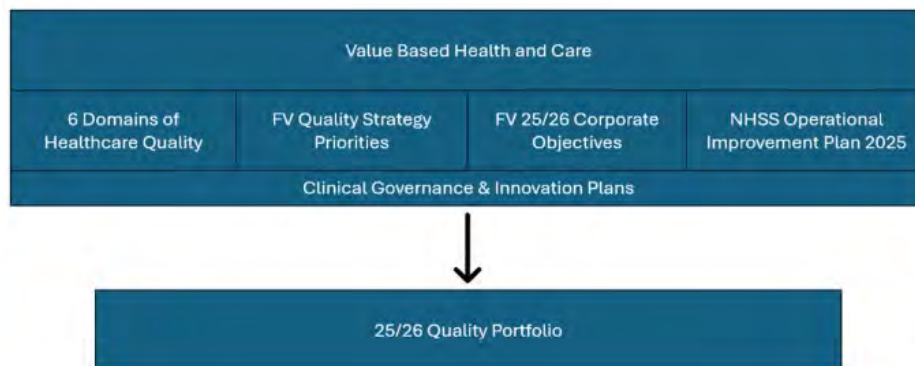 Value Based Health and Care
6 Domains of
Healthcare Quality
FV Quality Strategy
Priorities
FV 25/26 Corporate
Objectives
NHSS Operational
Improvement Plan 2025
Clinical Governance & Innovation Plans
25/26 Quality Portfolio